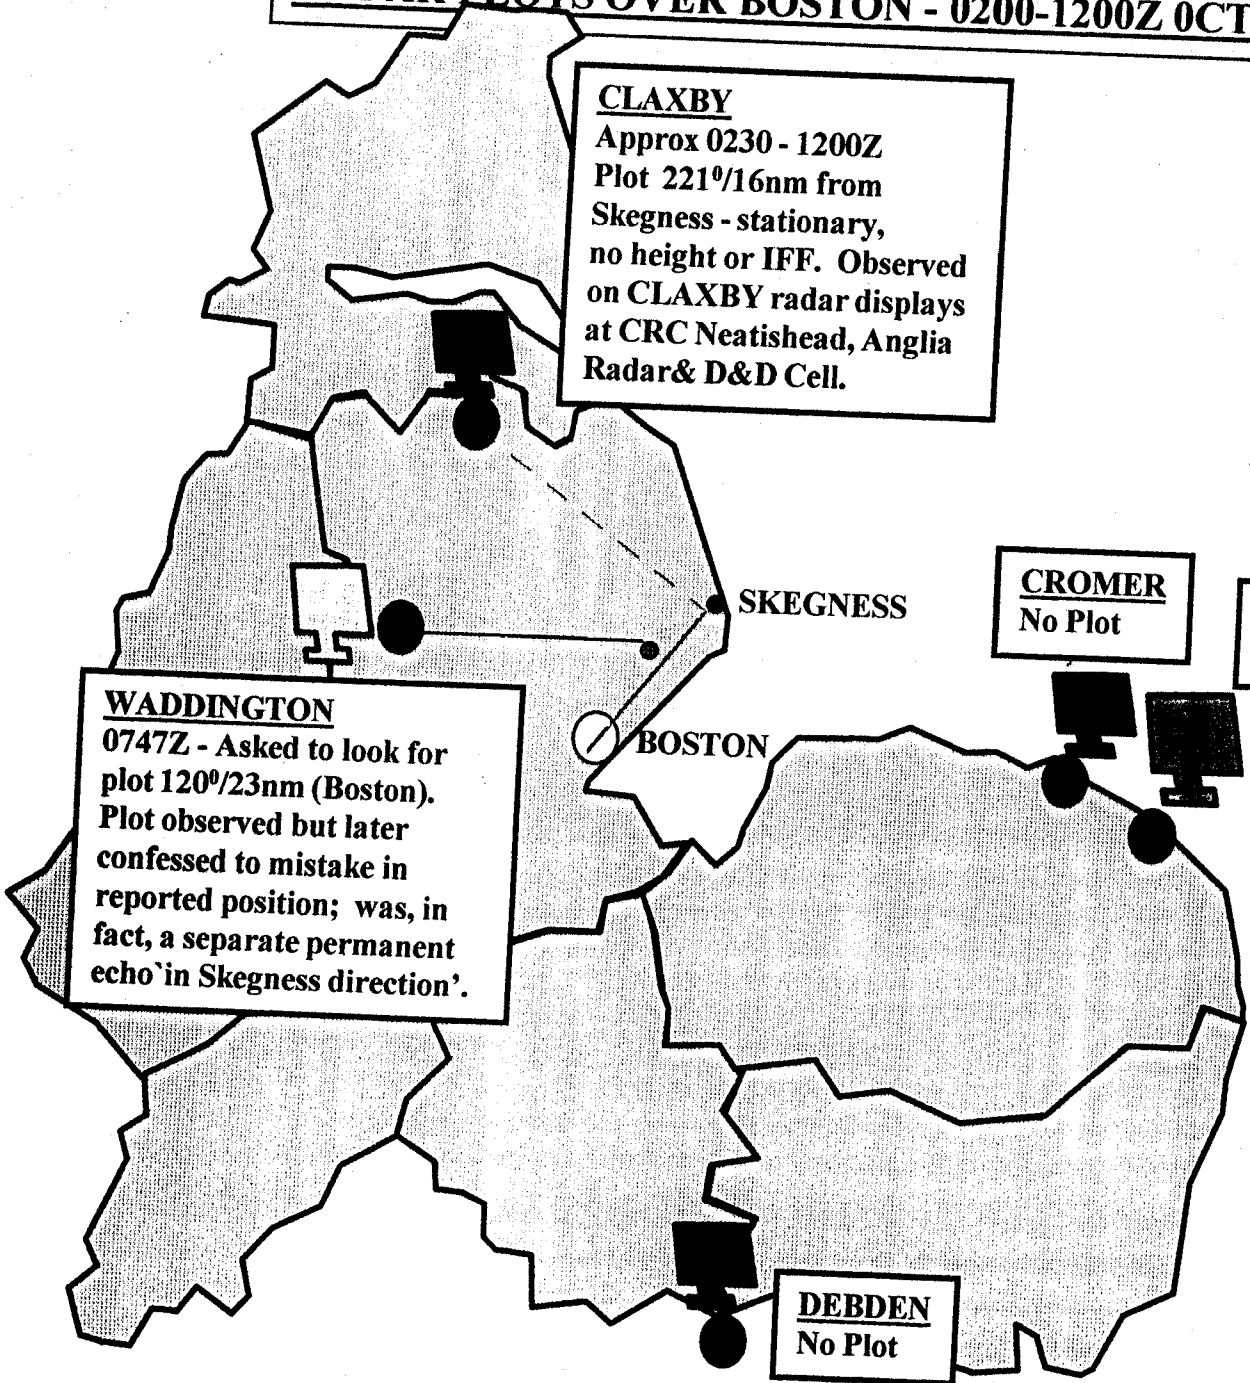 PLOTS OVER BOSTON - 0200-1200Z 0CT
CLAXBY
Approx 0230 - 1200Z
Plot 221⁰/16nm from
Skegness - stationary,
no height or IFF. Observed
on CLAXBY radar displays
at CRC Neatishead, Anglia
Radar& D&D Cell.
SKEGNESS
CROMER
No Plot
WADDINGTON
0747Z - Asked to look for
plot 120⁰/23nm (Boston).
Plot observed but later
confessed to mistake in
reported position; was, in
fact, a separate permanent
echo`in Skegness direction’.
BOSTON
DEBDEN
No Plot